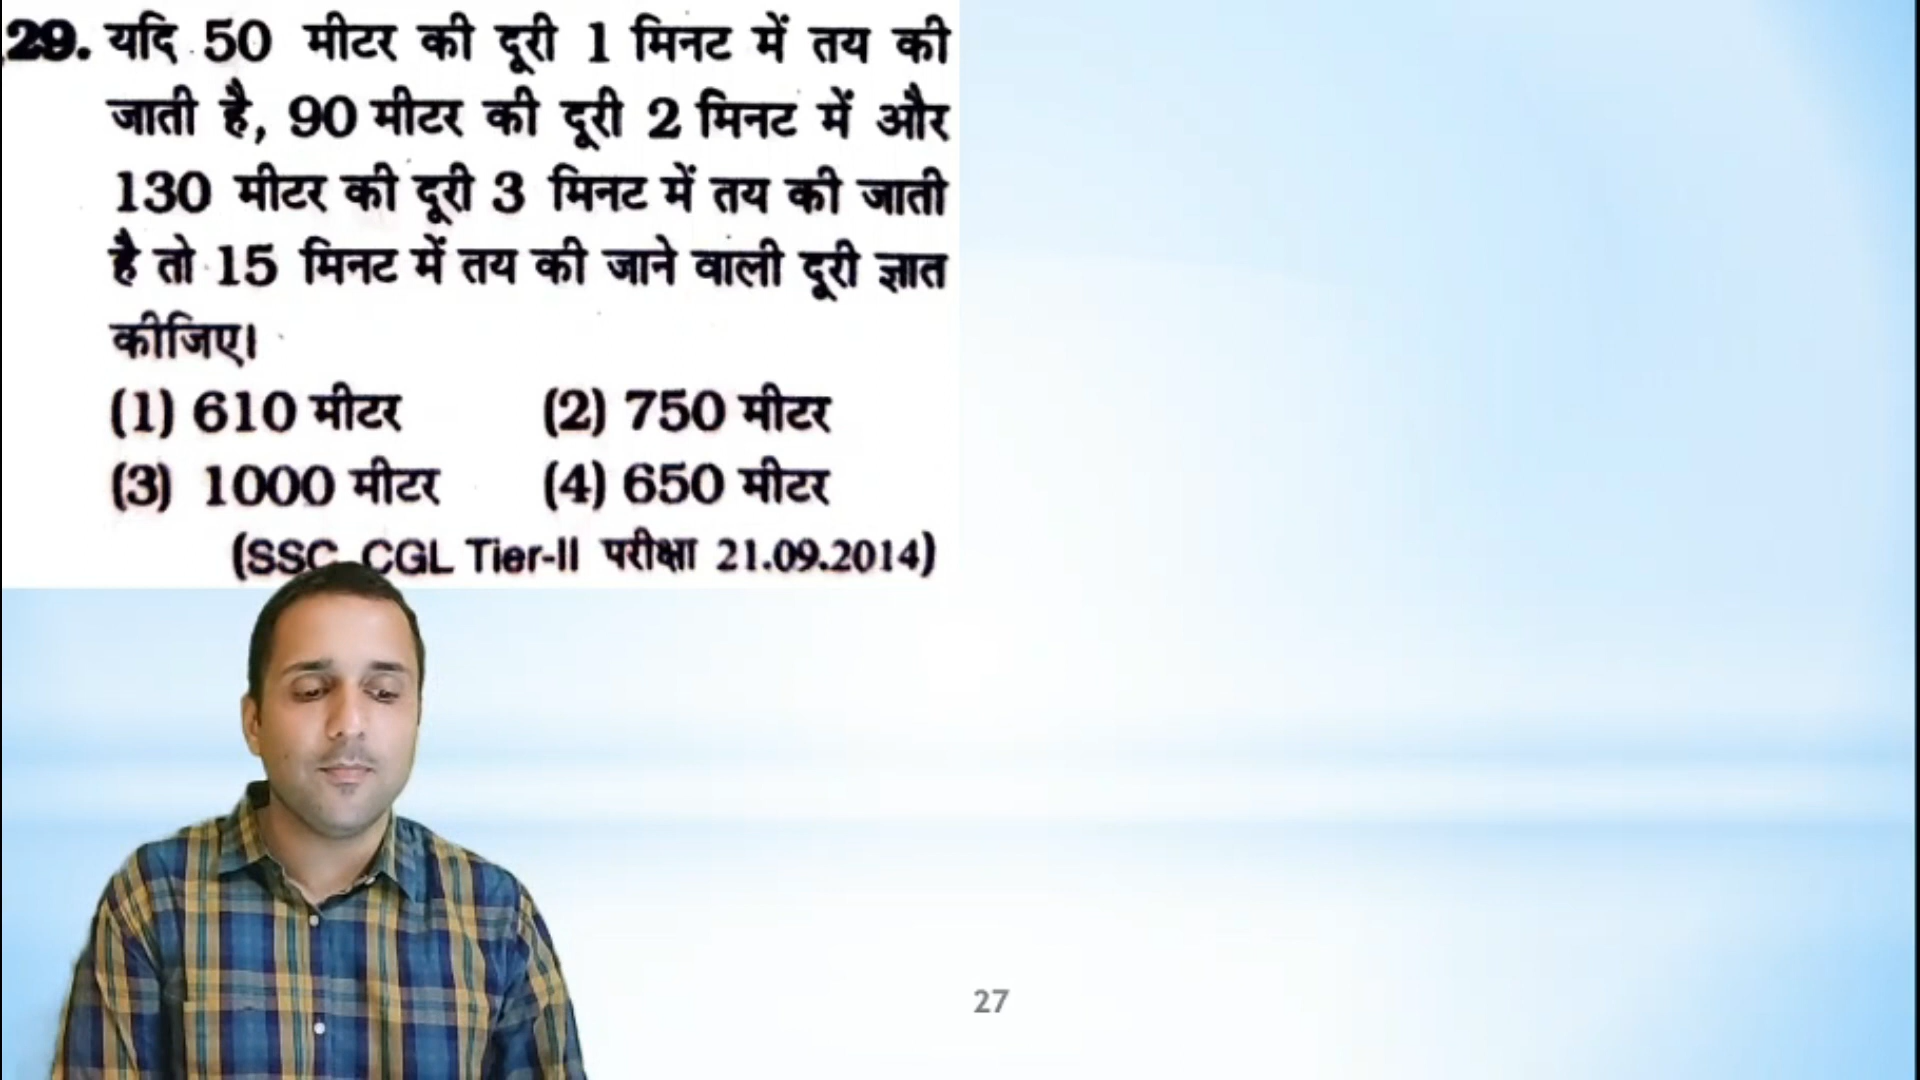 29. यदि 50 मीटर की दूरी 1 मिनट में तय की
जाती है, 90 मीटर की दूरी 2 मिनट में और
130 मीटर की दूरी 3 मिनट में तय की जाती
है तो 15 मिनट में तय की जाने वाली दूरी ज्ञात
कीजिए।
(1) 610 मीटर (2) 750 मीटर
(3) 1000 मीटर (4) 650 मीटर
(SSC CGL Tier-II परीक्षा 21.09.2014)
27